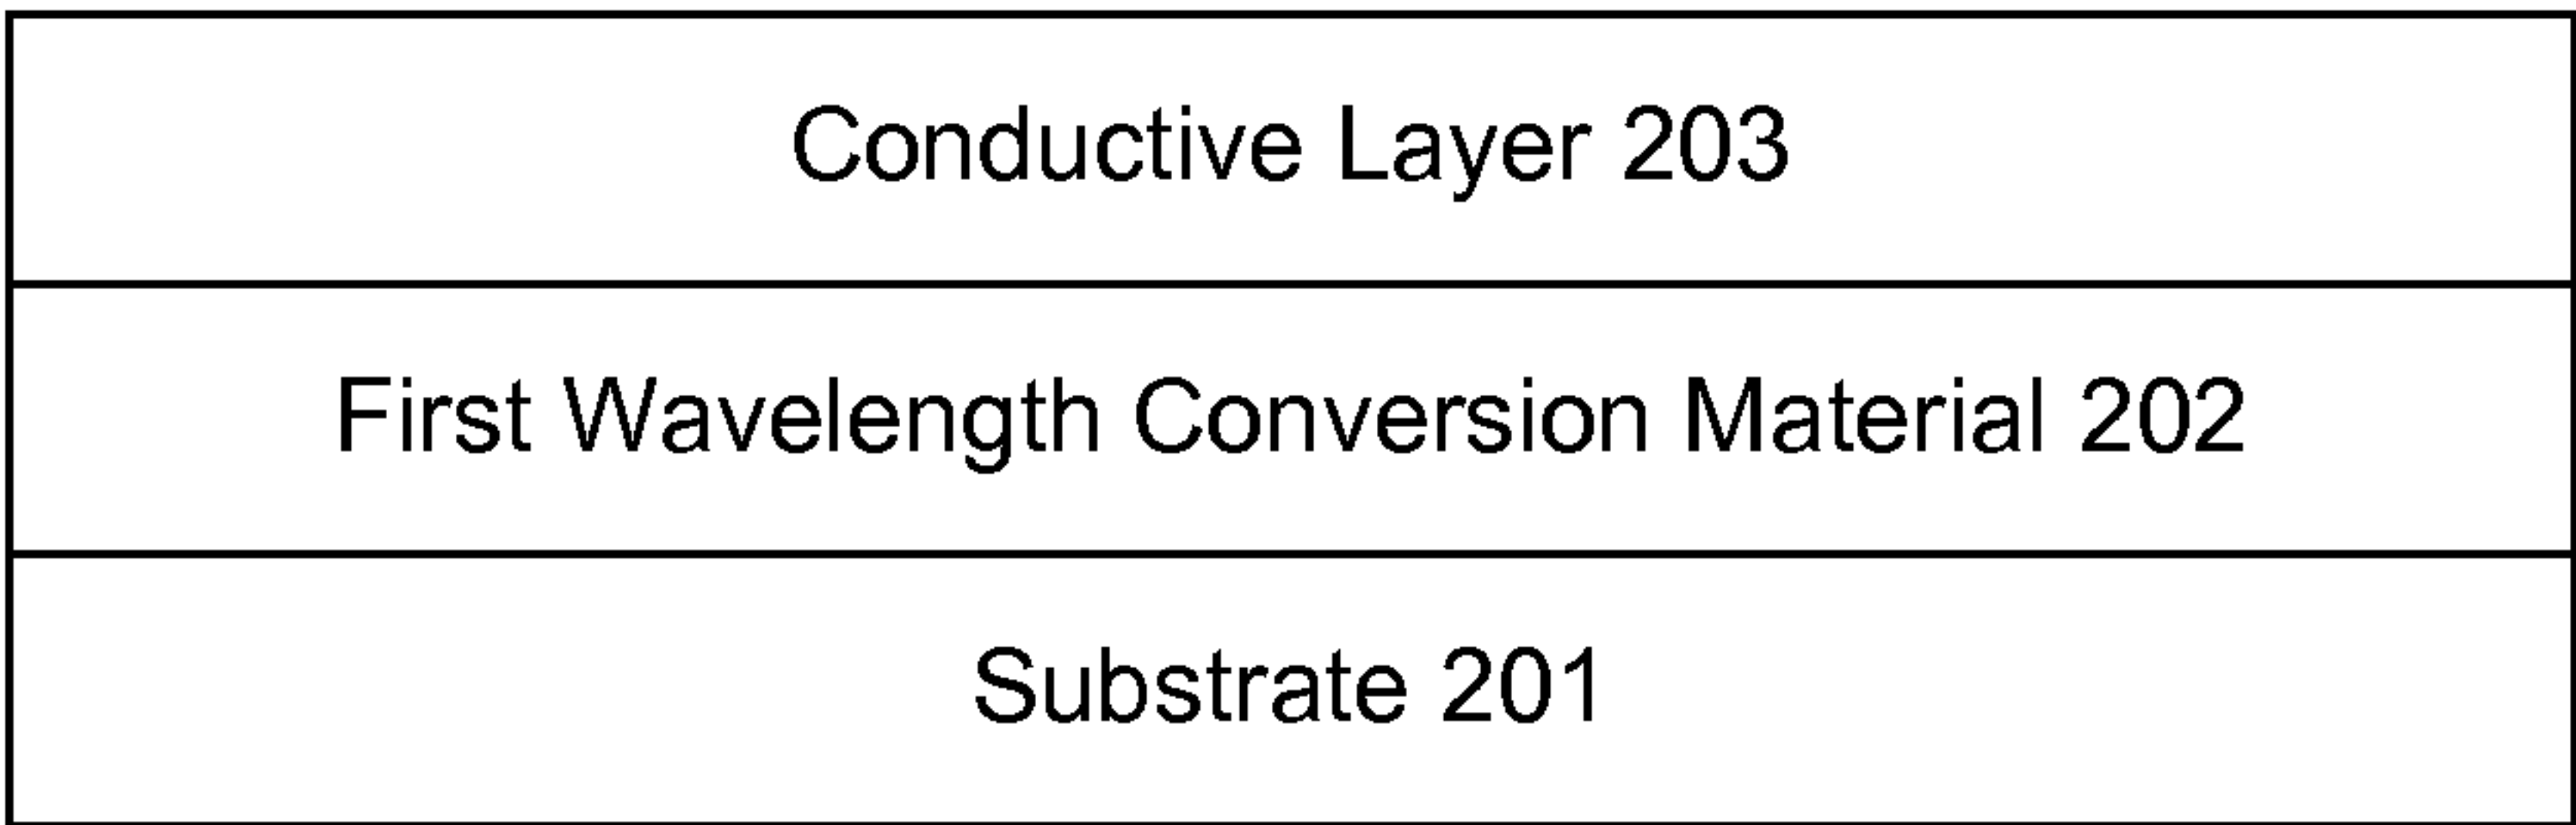 Conductive Layer 203
First Wavelength Conversion Material 202
Substrate 201